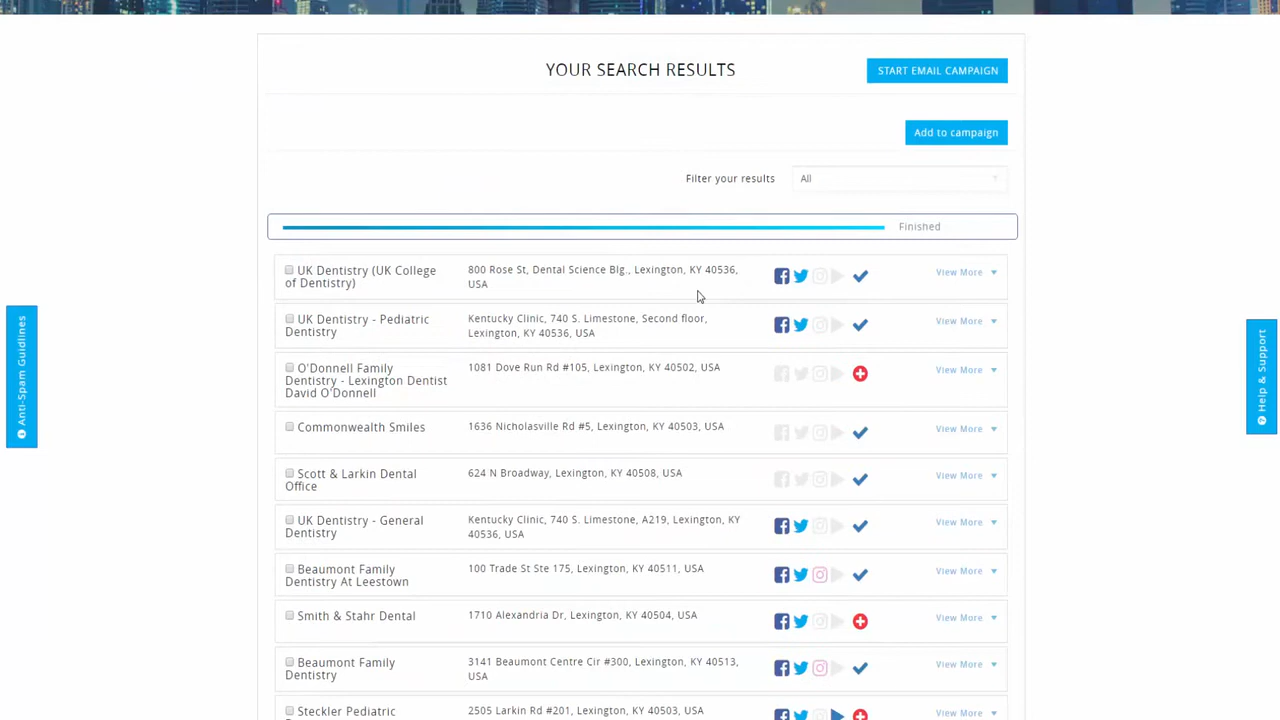 YOUR SEARCH RESULTS
START EMAIL CAMPAIGN
Add to campaign
Filter your results
All
Finished
UK Dentistry (UK College
of Dentistry)
800 Rose St, Dental Science Blg., Lexington, KY 40536,
USA
View More
UK Dentistry - Pediatric
Dentistry
Kentucky Clinic, 740 S. Limestone, Second floor,
Lexington, KY 40536, USA
View More
O'Donnell Family
Dentistry - Lexington Dentist
David O'Donnell
1081 Dove Run Rd #105, Lexington, KY 40502, USA
View More
Commonwealth Smiles
1636 Nicholasville Rd #5, Lexington, KY 40503, USA
View More
Scott & Larkin Dental
Office
624 N Broadway, Lexington, KY 40508, USA
View More
UK Dentistry - General
Dentistry
Kentucky Clinic, 740 S. Limestone, A219, Lexington, KY
40536, USA
View More
Beaumont Family
Dentistry At Leestown
100 Trade St Ste 175, Lexington, KY 40511, USA
View More
Smith & Stahr Dental
1710 Alexandria Dr, Lexington, KY 40504, USA
View More
Beaumont Family
Dentistry
3141 Beaumont Centre Cir #300, Lexington, KY 40513,
USA
View More
Steckler Pediatric
2505 Larkin Rd #201, Lexington, KY 40503, USA
View More
Anti-Spam Guidlines
Help & Support